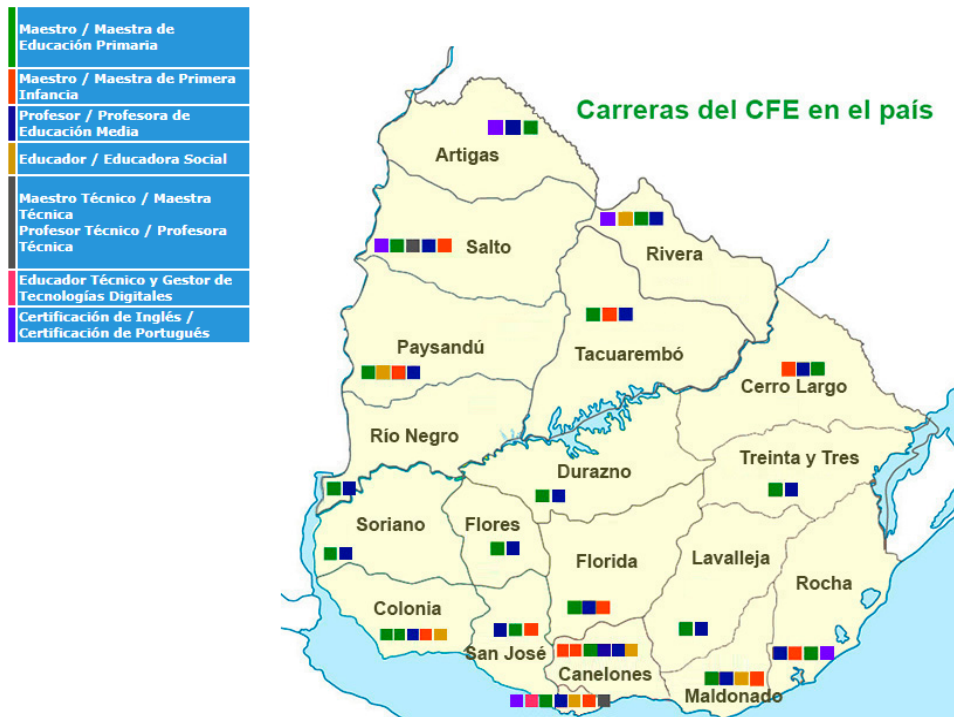 Maestro / Maestra de
Educación Primaria
Maestro / Maestra de Primera
Infancia
Profesor / Profesora de
Educación Media
Educador / Educadora Social
Maestro Técnico / Maestra
Técnica
Profesor Técnico / Profesora
Técnica
Educador Técnico y Gestor de
Tecnologías Digitales
Certificación de Inglés /
Certificación de Portugués
Carreras del CFE en el país
Artigas
Salto
Rivera
Paysandú
Tacuarembó
Cerro Largo
Río Negro
Durazno
Treinta y Tres
Soriano
Flores
Florida
Lavalleja
Rocha
Colonia
San José
Canelones
Maldonado